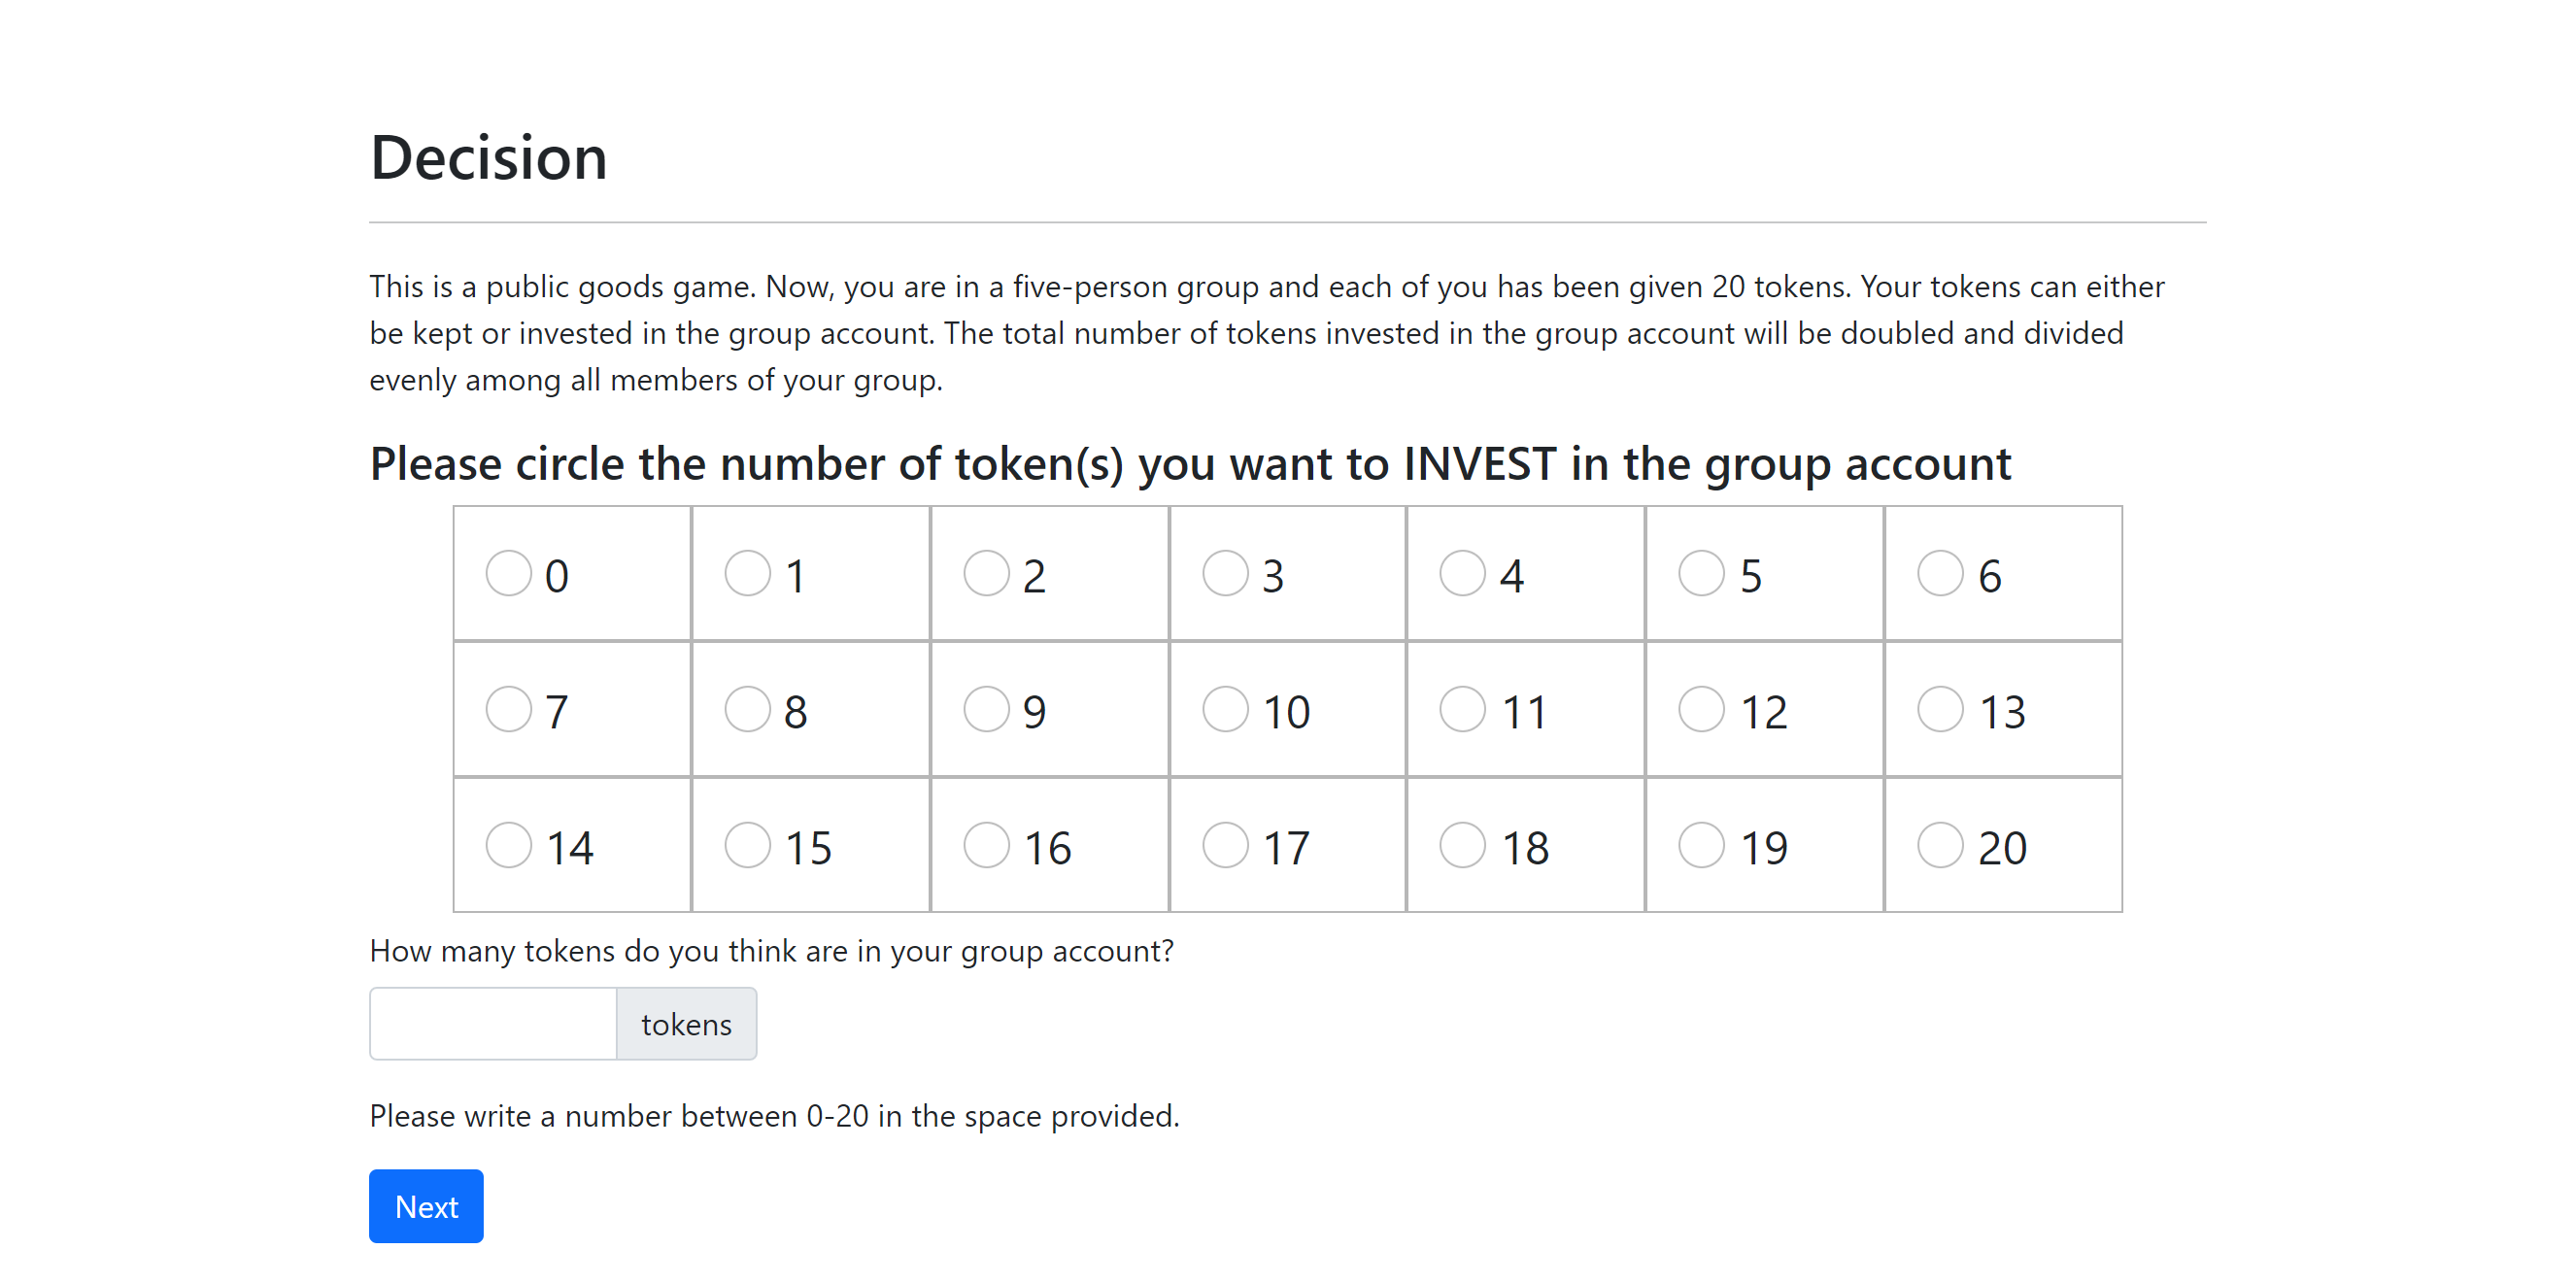 Decision
This is a public goods game. Now, you are in a five-person group and each of you has been given 20 tokens. Your tokens can either
be kept or invested in the group account. The total number of tokens invested in the group account will be doubled and divided
evenly among all members of your group.
Please circle the number of token(s) you want to INVEST in the group account
0 1 2 3 4 5 6
7 8 9 10 11 12 13
14 15 16 17 18 19 20
How many tokens do you think are in your group account?
tokens
Please write a number between 0-20 in the space provided.
Next